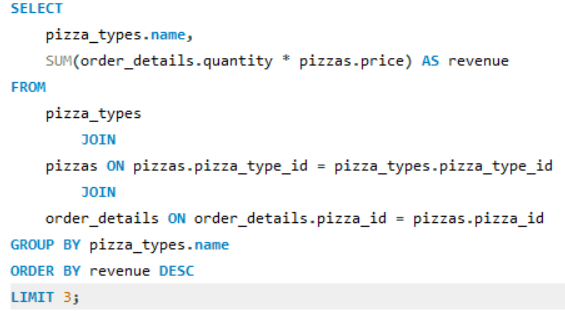 SELECT
pizza_types.name,
SUM(order_details.quantity * pizzas.price) AS revenue
FROM
pizza_types
JOIN
pizzas ON pizzas.pizza_type_id = pizza_types.pizza_type_id
JOIN
order_details ON order_details.pizza_id = pizzas.pizza_id
GROUP BY pizza_types.name
ORDER BY revenue DESC
LIMIT 3;